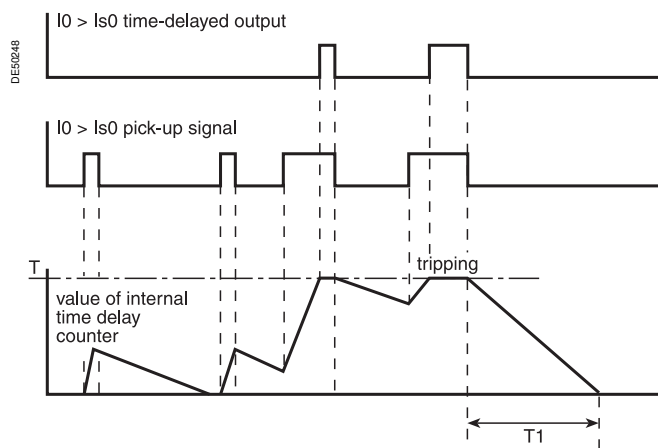 I0 > Is0 time-delayed output
DE50248
I0 > Is0 pick-up signal
T
tripping
value of internal
time delay
counter
T1